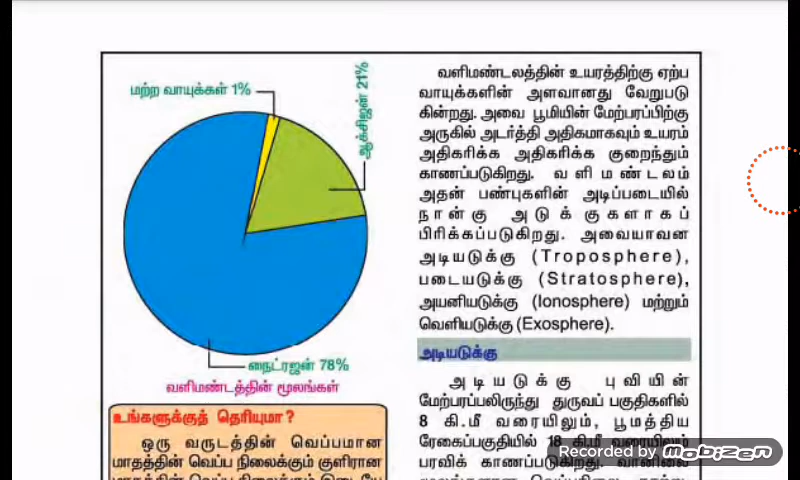 மற்ற வாயுக்கள் 1%
ஆக்சிஜன் 21%
நைட்ரஜன் 78%
வளிமண்டத்தின் மூலங்கள்
உங்களுக்குத் தெரியுமா?
ஒரு வருடத்தின் வெப்பமான
மாதத்தின் வெப்ப நிலைக்கும் குளிரான
வளிமண்டலத்தின் உயரத்திற்கு ஏற்ப
வாயுக்களின் அளவானது வேறுபடு
கின்றது. அவை பூமியின் மேற்பரப்பிற்கு
அருகில் அடர்த்தி அதிகமாகவும் உயரம்
அதிகரிக்க அதிகரிக்க குறைந்தும்
காணப்படுகிறது. வளிமண்டலம்
அதன் பண்புகளின் அடிப்படையில்
நான்கு அடுக்குகளாகப்
பிரிக்கப்படுகிறது. அவையாவன
அடியடுக்கு (Troposphere),
படையடுக்கு (Stratosphere),
அயனியடுக்கு (Ionosphere) மற்றும்
வெளியடுக்கு (Exosphere).
அடியடுக்கு
அடியடுக்கு புவியின்
மேற்பரப்பலிருந்து துருவப் பகுதிகளில்
8 கி.மீ வரையிலும், பூமத்திய
ரேகைப்பகுதியில் 18 கி.மீ வரையிலும்
பரவிக் காணப்படுகிறது. வானிலை
Recorded by MOBIZEN